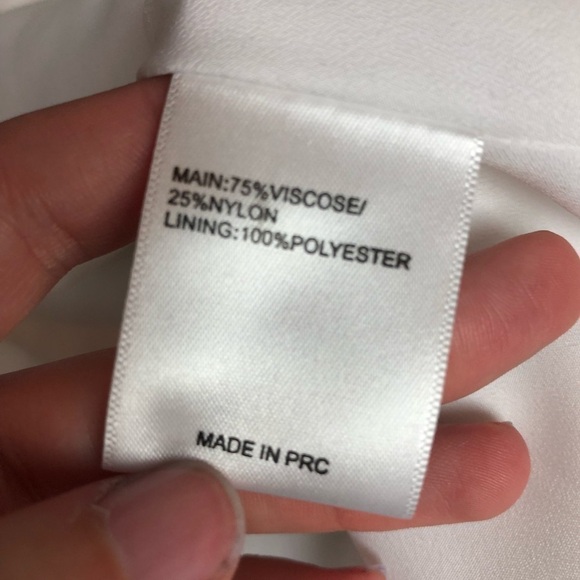 MAIN:75%VISCOSE/
25%NYLON
LINING:100%POLYESTER
MADE IN PRC